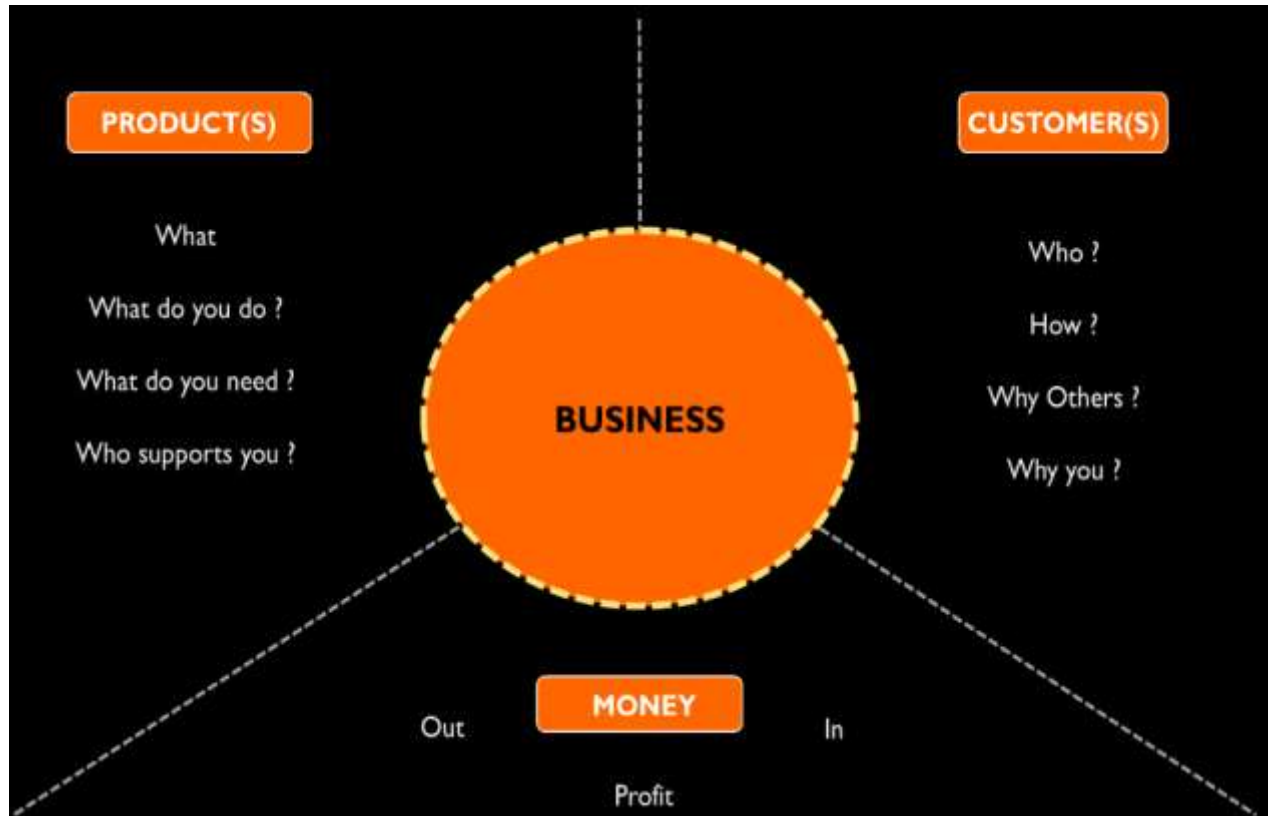 PRODUCT(S)
What
What do you do ?
What do you need ?
Who supports you ?
CUSTOMER(S)
Who ?
How ?
Why Others ?
Why you ?
BUSINESS
MONEY
Out
In
Profit